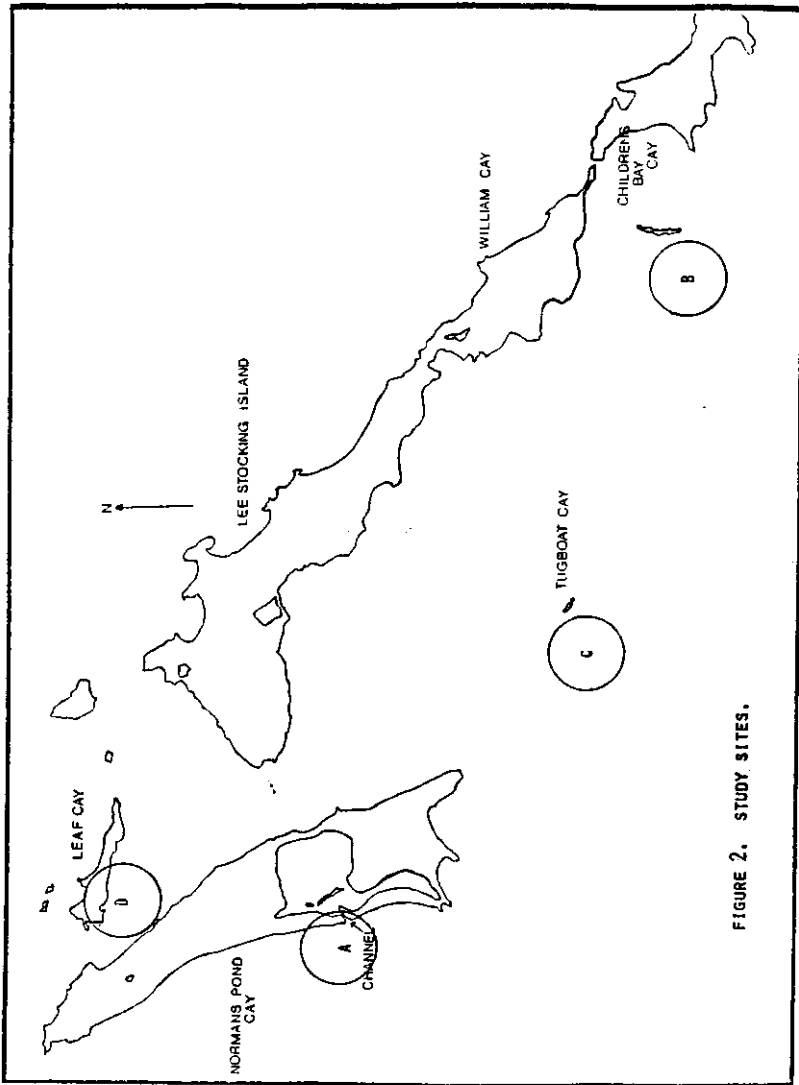 N
LEAF CAY
D
NORMANS POND
CAY
A
CHANNEL
LEE STOCKING ISLAND
WILLIAM CAY
CHILDRENS
BAY
CAY
B
TUGBOAT CAY
C
FIGURE 2. STUDY SITES.